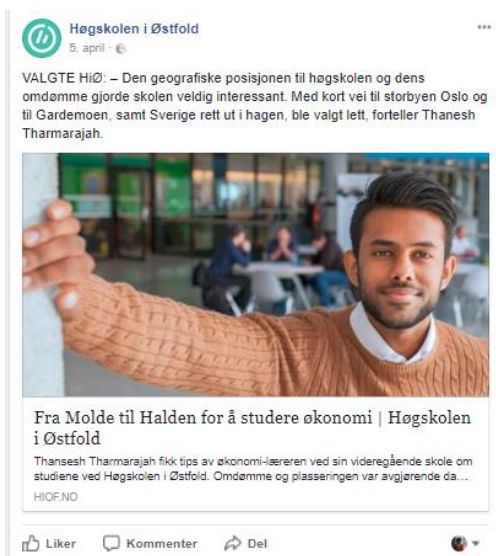 Høgskolen i Østfold
5. april ·
VALGTE HiØ: – Den geografiske posisjonen til høgskolen og dens
omdømme gjorde skolen veldig interessant. Med kort vei til storbyen Oslo og
til Gardemoen, samt Sverige rett ut i hagen, ble valgt lett, forteller Thanesh
Tharmarajah.
Fra Molde til Halden for å studere økonomi | Høgskolen
i Østfold
Thansesh Tharmarajah fikk tips av økonomi-læreren ved sin videregående skole om
studiene ved Høgskolen i Østfold. Omdømme og plasseringen var avgjørende da...
HIOF.NO
Liker Kommenter Del